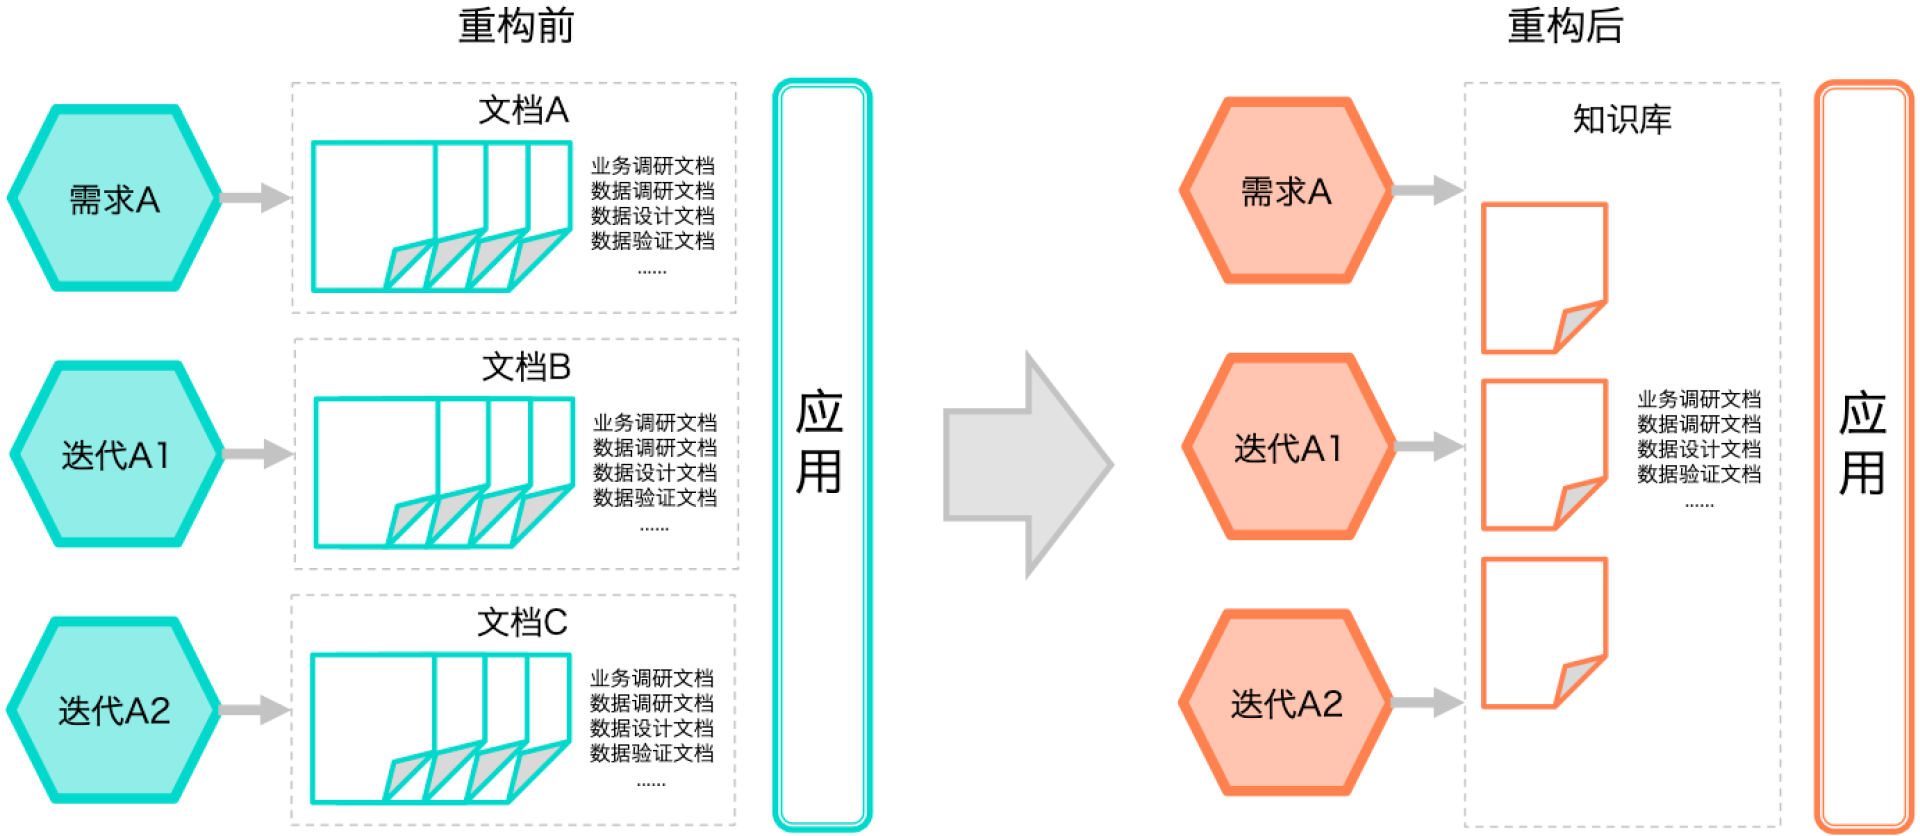 重构前
需求A
文档A
业务调研文档
数据调研文档
数据设计文档
数据验证文档
......
迭代A1
文档B
业务调研文档
数据调研文档
数据设计文档
数据验证文档
......
迭代A2
文档C
业务调研文档
数据调研文档
数据设计文档
数据验证文档
......
应
用
重构后
需求A
迭代A1
迭代A2
知识库
业务调研文档
数据调研文档
数据设计文档
数据验证文档
......
应
用